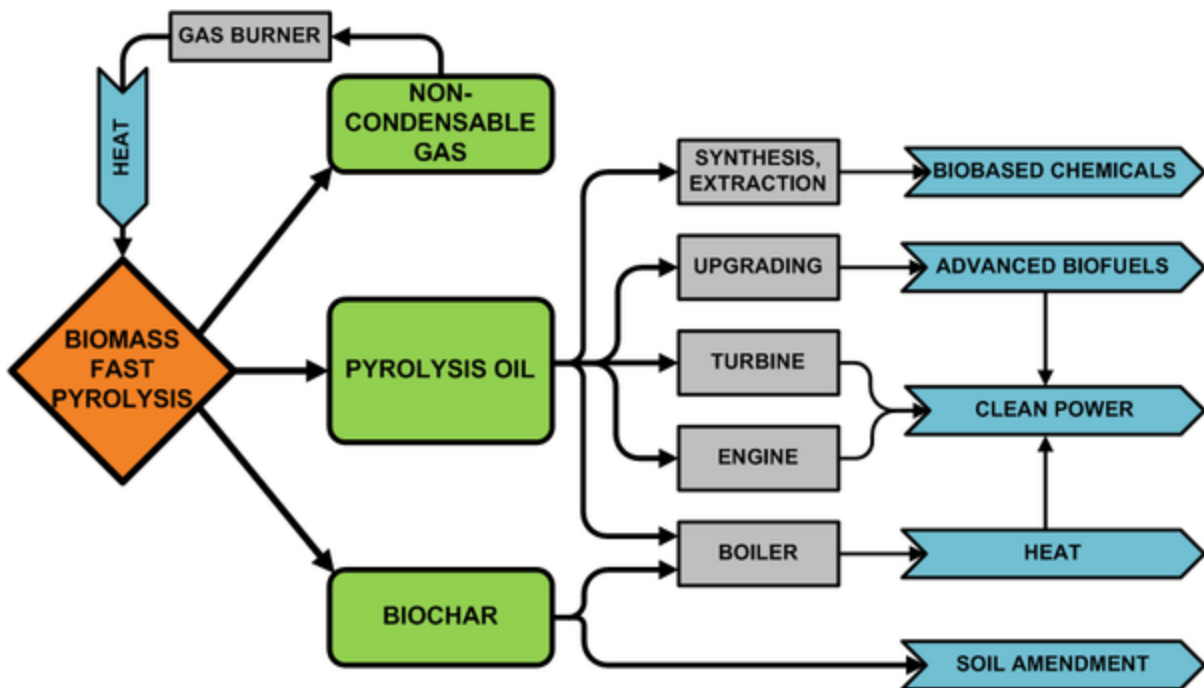 GAS BURNER
HEAT
NON-
CONDENSABLE
GAS
BIOMASS
FAST
PYROLYSIS
PYROLYSIS OIL
BIOCHAR
SYNTHESIS,
EXTRACTION
BIOBASED CHEMICALS
UPGRADING
ADVANCED BIOFUELS
TURBINE
CLEAN POWER
ENGINE
BOILER
HEAT
SOIL AMENDMENT